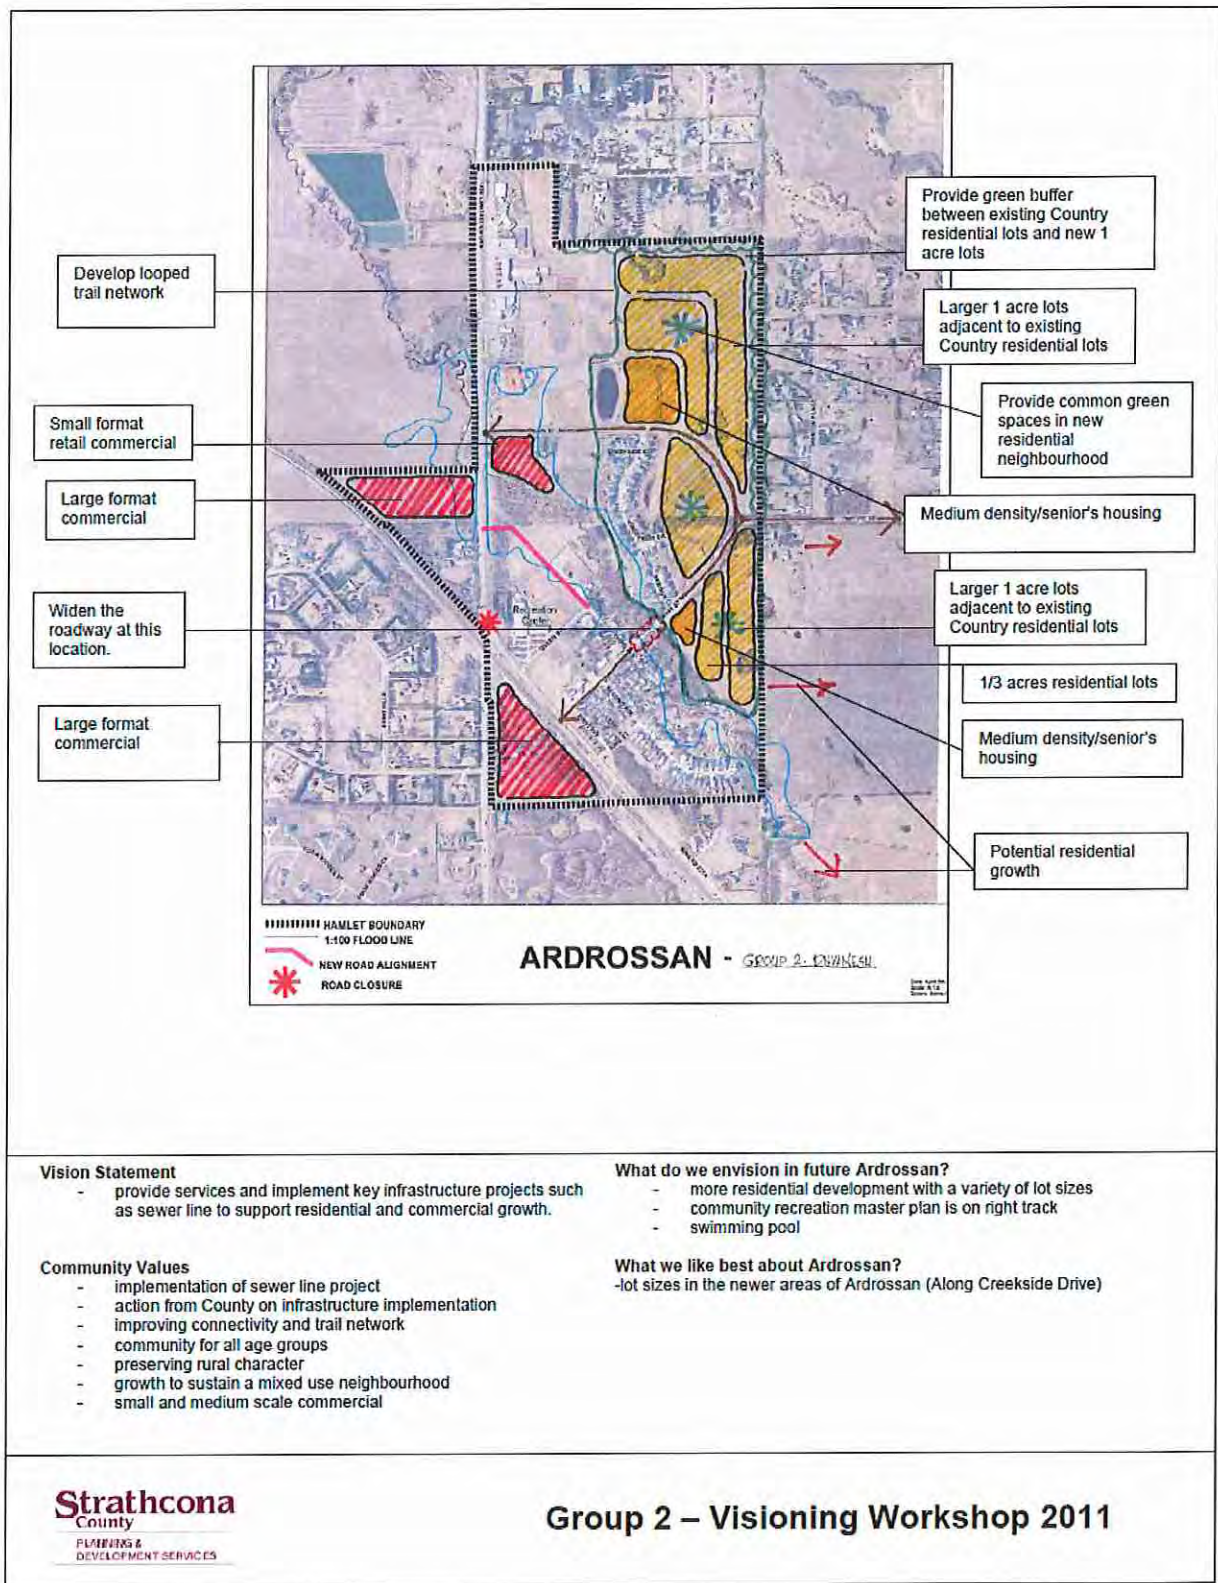 Develop looped
trail network
Small format
retail commercial
Large format
commercial
Widen the
roadway at this
location.
Large format
commercial
Provide green buffer
between existing Country
residential lots and new 1
acre lots
Larger 1 acre lots
adjacent to existing
Country residential lots
Provide common green
spaces in new
residential
neighbourhood
Medium density/senior's housing
Larger 1 acre lots
adjacent to existing
Country residential lots
1/3 acres residential lots
Medium density/senior's
housing
Potential residential
growth
Recreation
Center
HAMLET BOUNDARY
1:100 FLOOD LINE
NEW ROAD ALIGNMENT
ROAD CLOSURE
ARDROSSAN - GROUP 2.
Vision Statement
- provide services and implement key infrastructure projects such
as sewer line to support residential and commercial growth.
Community Values
- implementation of sewer line project
- action from County on infrastructure implementation
- improving connectivity and trail network
- community for all age groups
- preserving rural character
- growth to sustain a mixed use neighbourhood
- small and medium scale commercial
What do we envision in future Ardrossan?
- more residential development with a variety of lot sizes
- community recreation master plan is on right track
- swimming pool
What we like best about Ardrossan?
-lot sizes in the newer areas of Ardrossan (Along Creekside Drive)
Strathcona
County
PLANNING &
DEVELOPMENT SERVICES
Group 2 – Visioning Workshop 2011